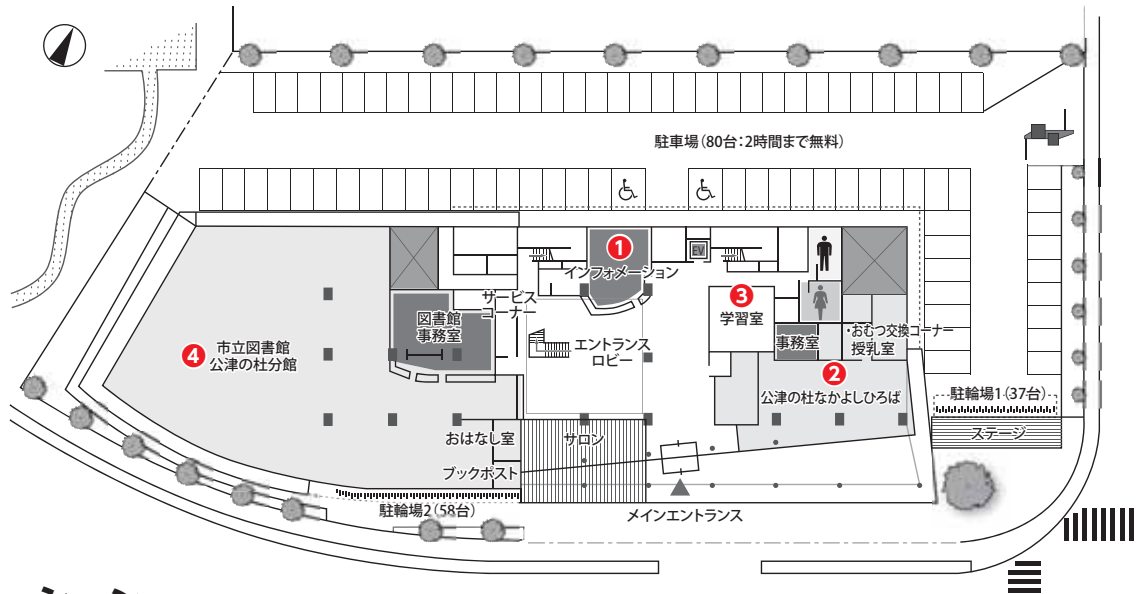 駐車場（80台：2時間まで無料）
1
インフォメーション
EV
サービス
コーナー
図書館
事務室
エントランス
ロビー
3
学習室
事務室
・おむつ交換コーナー
授乳室
4
市立図書館
公津の杜分館
2
公津の杜なかよしひろば
駐輪場1（37台）
ステージ
おはなし室
サロン
ブックポスト
駐輪場2（58台）
メインエントランス